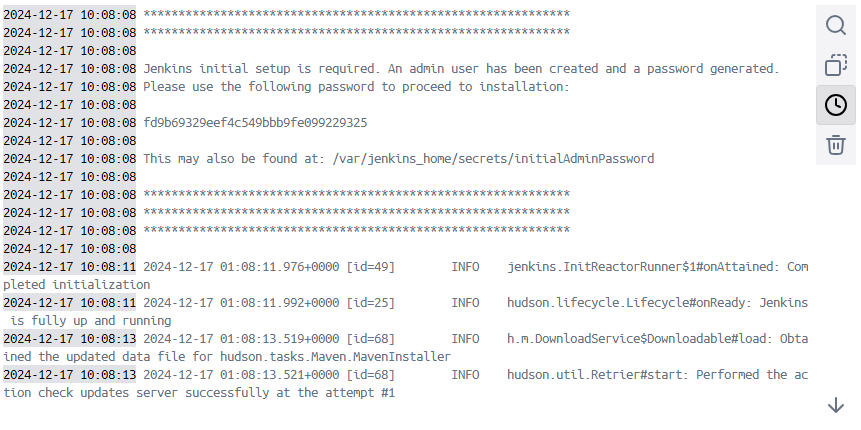 2024-12-17 10:08:08 *************************************************************
2024-12-17 10:08:08 *************************************************************
2024-12-17 10:08:08
2024-12-17 10:08:08 Jenkins initial setup is required. An admin user has been created and a password generated.
2024-12-17 10:08:08 Please use the following password to proceed to installation:
2024-12-17 10:08:08
2024-12-17 10:08:08 fd9b69329eef4c549bbb9fe099229325
2024-12-17 10:08:08
2024-12-17 10:08:08 This may also be found at: /var/jenkins_home/secrets/initialAdminPassword
2024-12-17 10:08:08
2024-12-17 10:08:08 *************************************************************
2024-12-17 10:08:08 *************************************************************
2024-12-17 10:08:08 *************************************************************
2024-12-17 10:08:08
2024-12-17 10:08:11 2024-12-17 01:08:11.976+0000 [id=49]        INFO    jenkins.InitReactorRunner$1#onAttained: Com
pleted initialization
2024-12-17 10:08:11 2024-12-17 01:08:11.992+0000 [id=25]        INFO    hudson.lifecycle.Lifecycle#onReady: Jenkins
 is fully up and running
2024-12-17 10:08:13 2024-12-17 01:08:13.519+0000 [id=68]        INFO    h.m.DownloadService$Downloadable#load: Obta
ined the updated data file for hudson.tasks.Maven.MavenInstaller
2024-12-17 10:08:13 2024-12-17 01:08:13.521+0000 [id=68]        INFO    hudson.util.Retrier#start: Performed the ac
tion check updates server successfully at the attempt #1